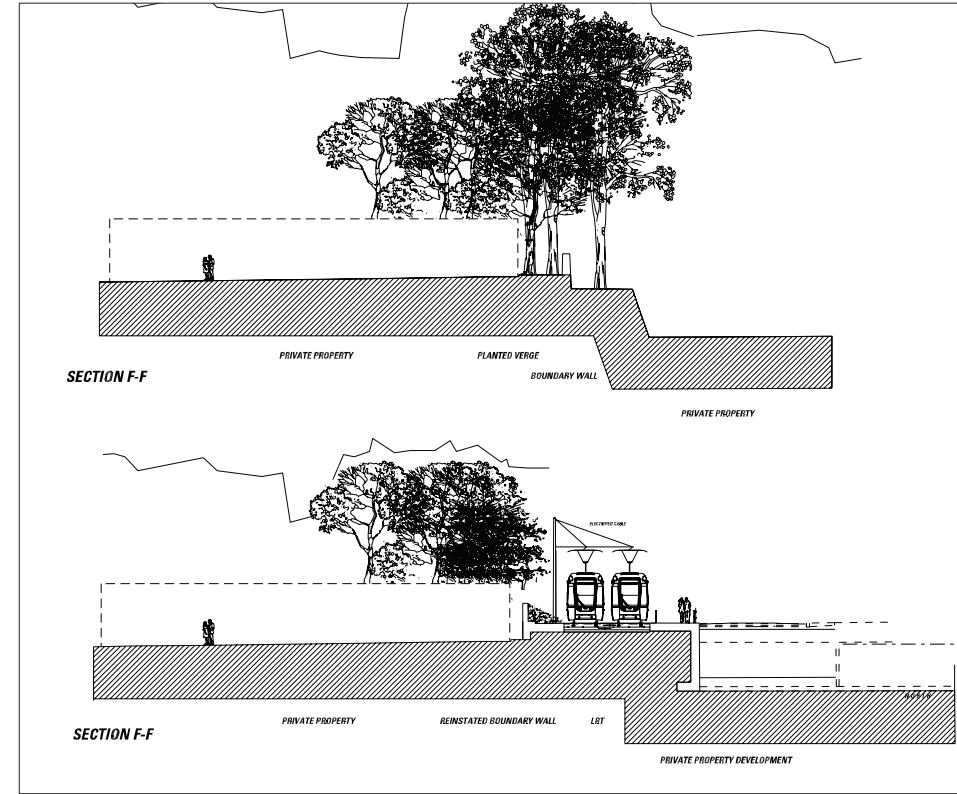 PRIVATE PROPERTY
PLANTED VERGE
SECTION F-F
BOUNDARY WALL
PRIVATE PROPERTY
ELECTRIFIED CABLE
NORTH
PRIVATE PROPERTY
REINSTATED BOUNDARY WALL
LRT
SECTION F-F
PRIVATE PROPERTY DEVELOPMENT